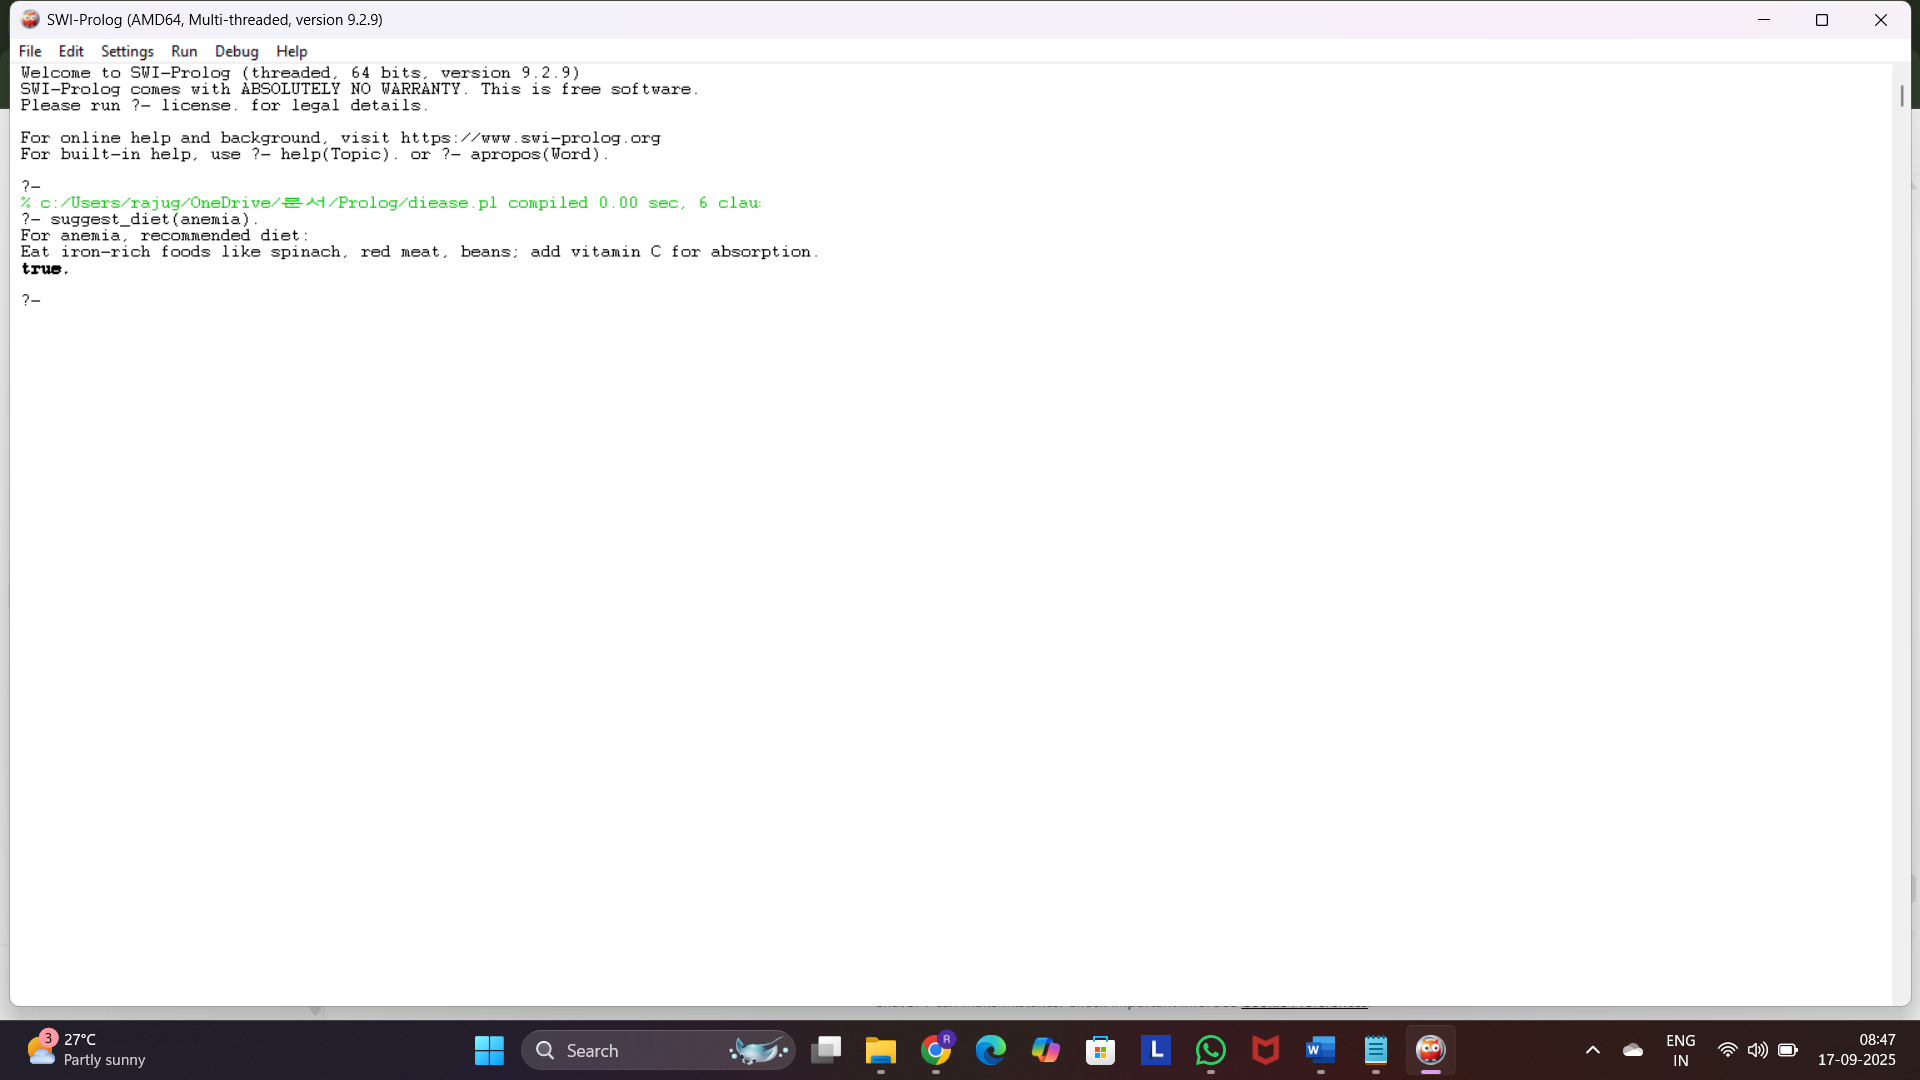 SWI-Prolog (AMD64, Multi-threaded, version 9.2.9)
File Edit Settings Run Debug Help
Welcome to SWI-Prolog (threaded, 64 bits, version 9.2.9)
SWI-Prolog comes with ABSOLUTELY NO WARRANTY. This is free software.
Please run ?- license. for legal details.
For online help and background, visit https://www.swi-prolog.org
For built-in help, use ?- help(Topic). or ?- apropos(Word).
?-
% c:/Users/rajug/OneDrive/문서/Prolog/diease.pl compiled 0.00 sec, 6 clau
?- suggest_diet(anemia).
For anemia, recommended diet:
Eat iron-rich foods like spinach, red meat, beans; add vitamin C for absorption.
true.
?-
3 27°C
Partly sunny
Search
R
L
W
ENG
IN
08:47
17-09-2025